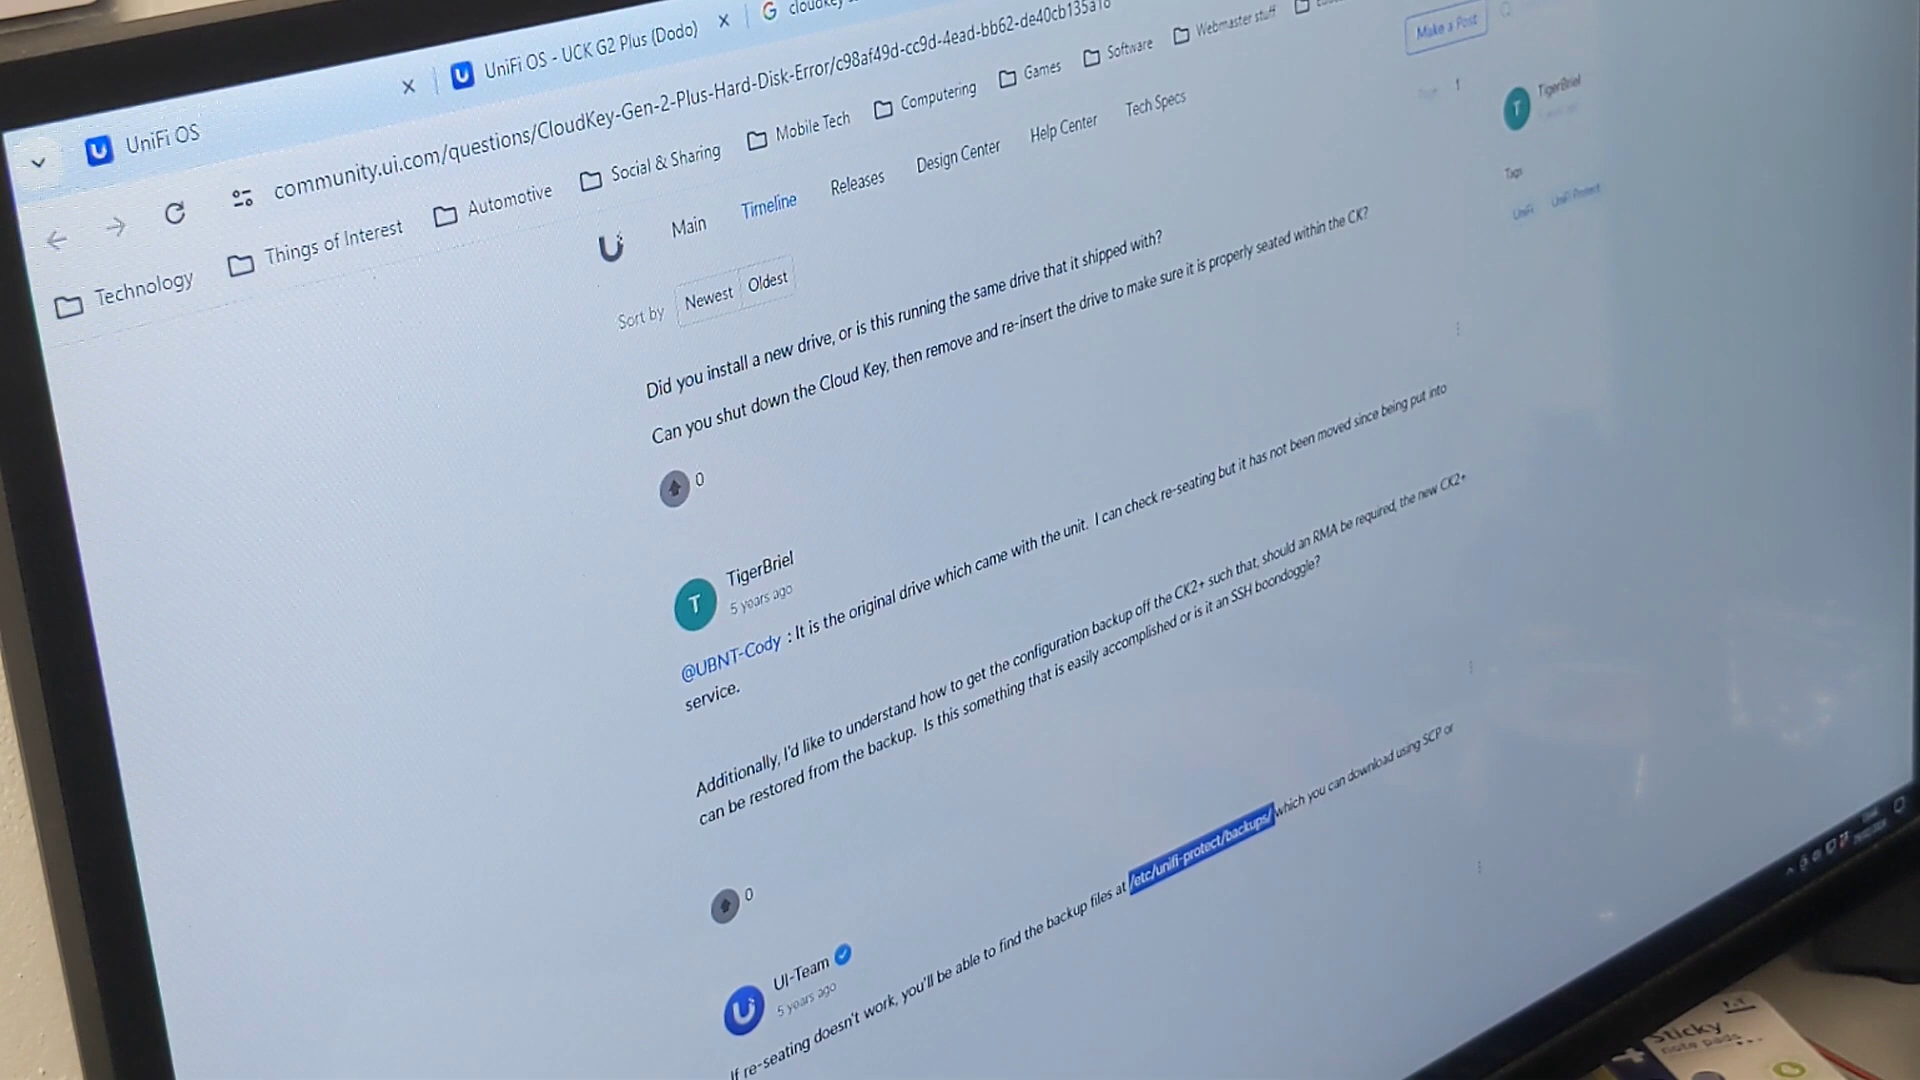 UniFi OS
UniFi OS - UCK G2 Plus (Dodo)
community.ui.com/questions/CloudKey-Gen-2-Plus-Hard-Disk-Error/c98af49d-cc9d-4ead-bb62-de40cb135a18
Technology
Things of Interest
Automotive
Social & Sharing
Mobile Tech
Computering
Games
Software
Webmaster stuff
Main
Timeline
Releases
Design Center
Help Center
Tech Specs
Make a Post
Sort by
Newest
Oldest
1
T
TigerBriel
Tags
UniFi
UniFi Protect
Did you install a new drive, or is this running the same drive that it shipped with?
Can you shut down the Cloud Key, then remove and re-insert the drive to make sure it is properly seated within the CK?
0
T
TigerBriel
5 years ago
@UBNT-Cody : It is the original drive which came with the unit. I can check re-seating but it has not been moved since being put into
service.
Additionally, I'd like to understand how to get the configuration backup off the CK2+ such that, should an RMA be required, the new CK2+
can be restored from the backup. Is this something that is easily accomplished or is it an SSH boondoggle?
0
UI-Team
5 years ago
If re-seating doesn't work, you'll be able to find the backup files at /etc/unifi-protect/backups/ which you can download using SCP or
Sticky
note pads